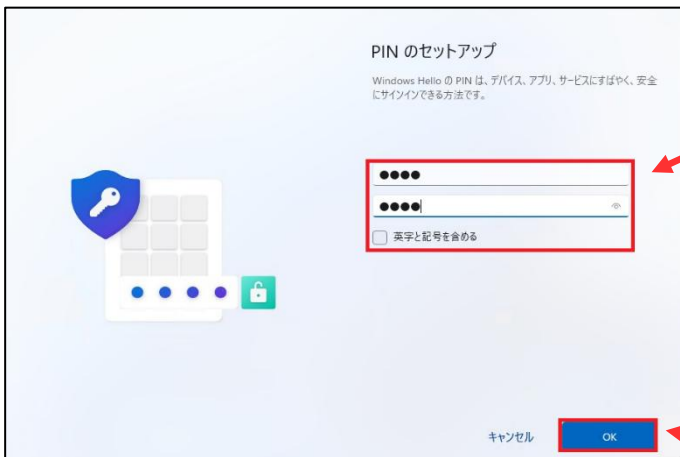 PIN のセットアップ
Windows Hello の PIN は、デバイス、アプリ、サービスにすばやく、安全
にサインインできる方法です。
●●●●
●●●●
英字と記号を含める
キャンセル
OK